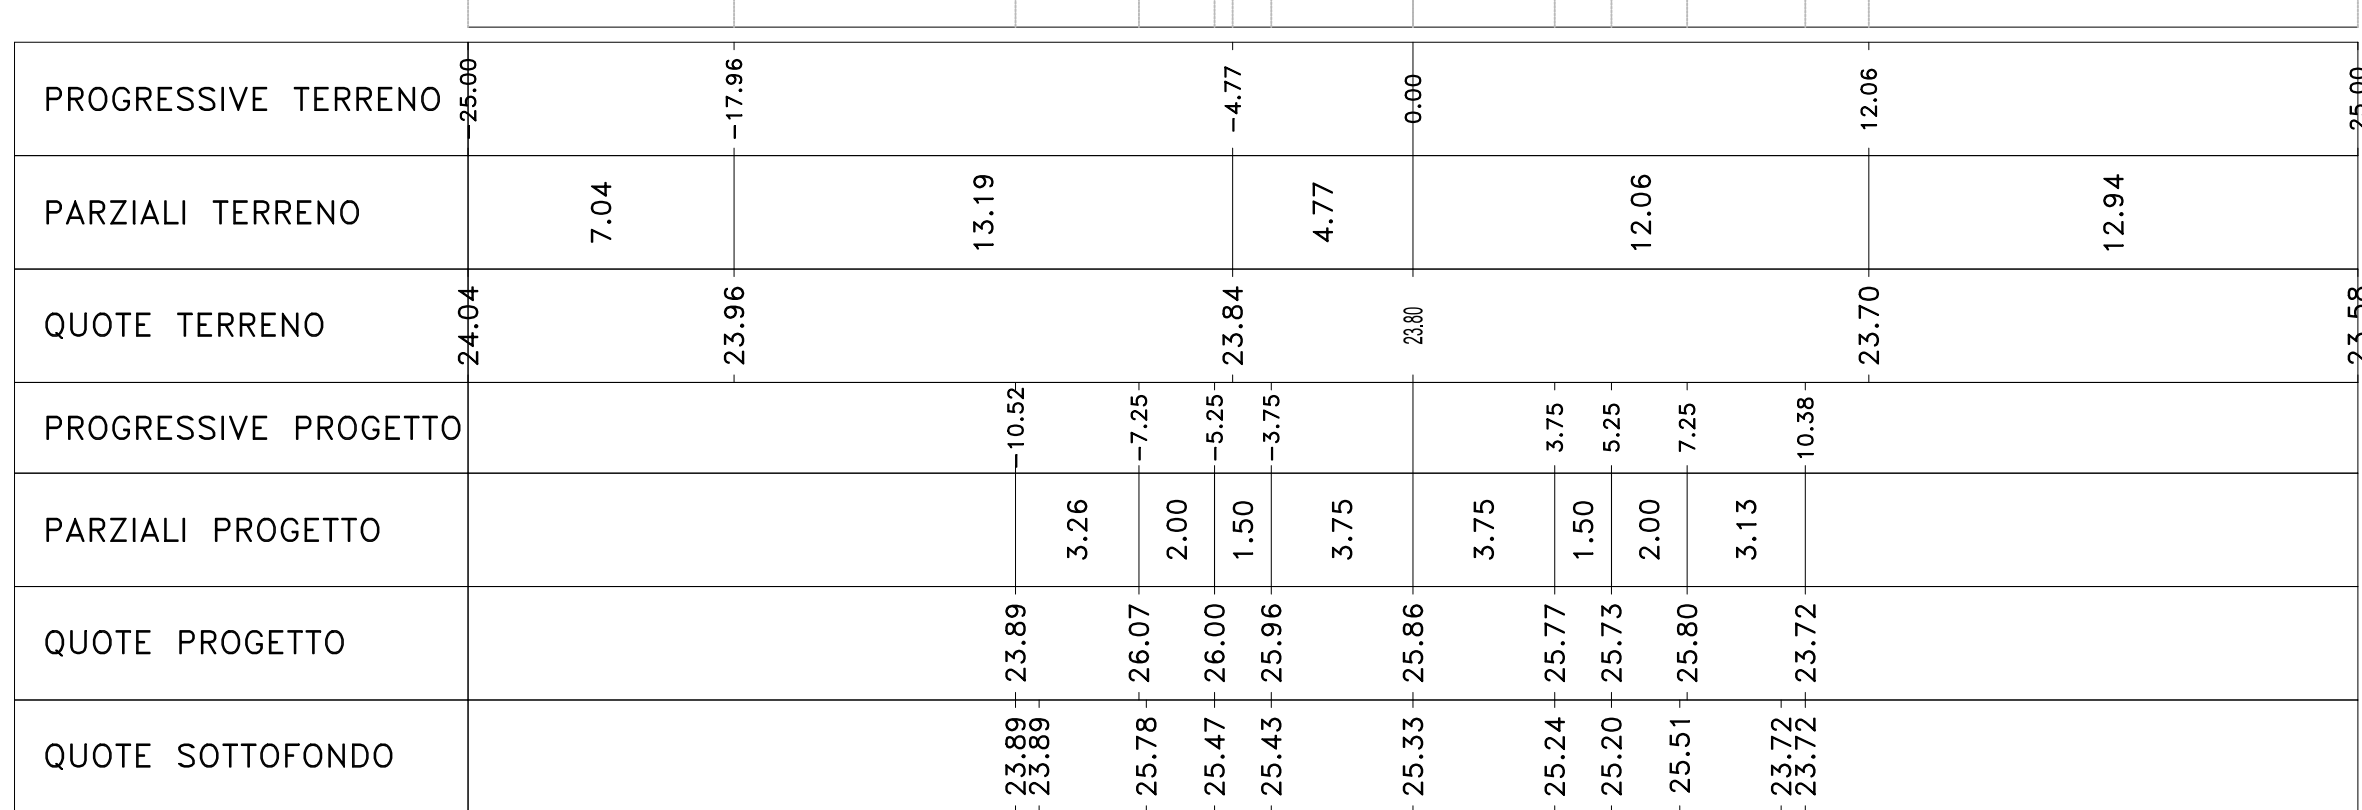 PROGRESSIVE TERRENO -25.00 -17.96 -4.77 0.00 12.06 25.00
PARZIALI TERRENO 7.04 13.19 4.77 12.06 12.94
QUOTE TERRENO 24.04 23.96 23.84 23.80 23.70 23.58
PROGRESSIVE PROGETTO -10.52 -7.25 -5.25 -3.75 3.75 5.25 7.25 10.38
PARZIALI PROGETTO 3.26 2.00 1.50 3.75 3.75 1.50 2.00 3.13
QUOTE PROGETTO 23.89 26.07 26.00 25.96 25.86 25.77 25.73 25.80 23.72
QUOTE SOTTOFONDO 23.89 23.89 25.78 25.47 25.43 25.33 25.24 25.20 25.51 23.72 23.72